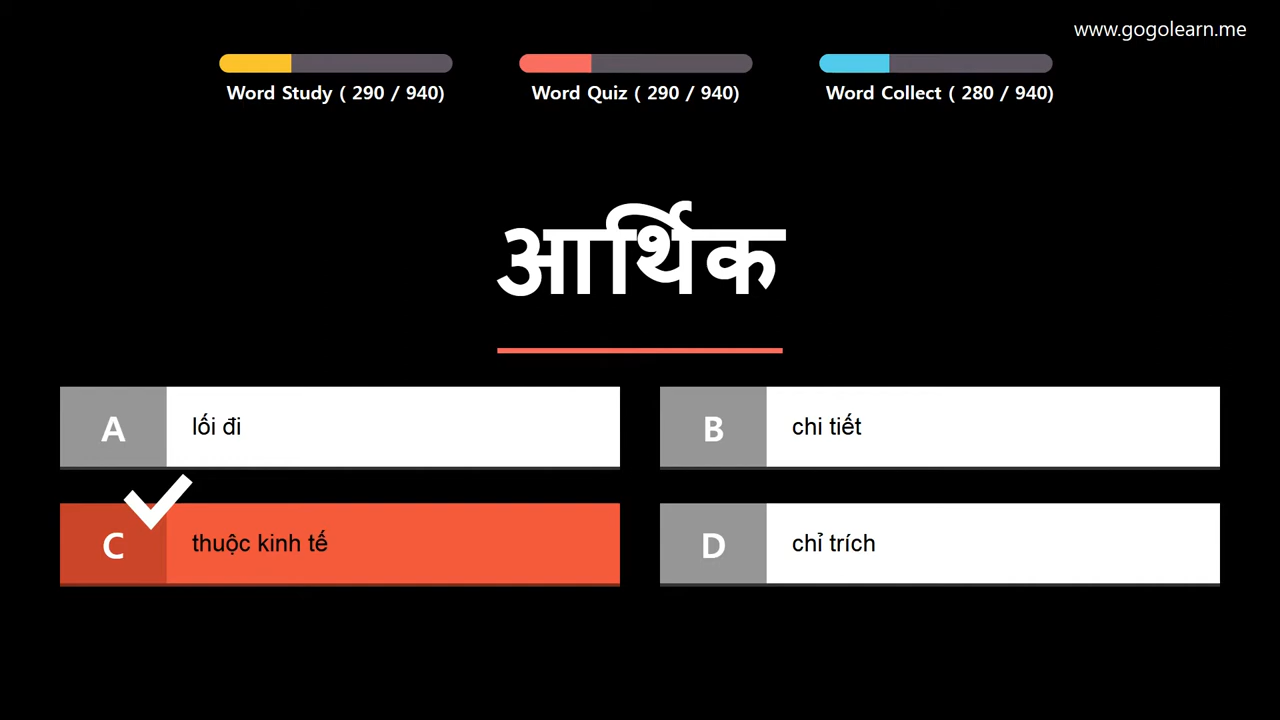 www.gogolearn.me
Word Study ( 290 / 940)
Word Quiz ( 290 / 940)
Word Collect ( 280 / 940)
आर्थिक
A lối đi
B chi tiết
C thuộc kinh tế
D chỉ trích